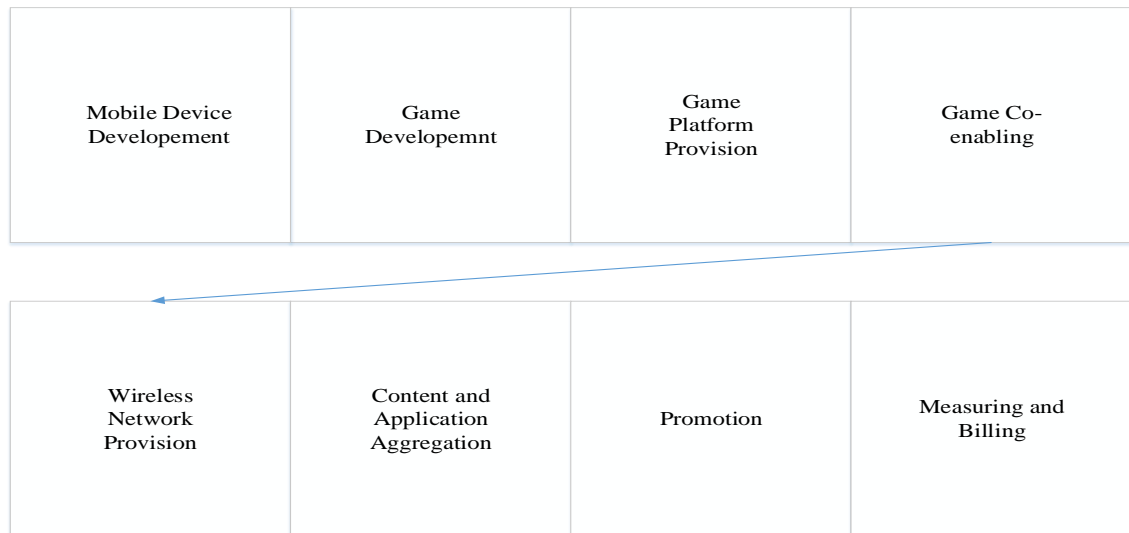 Mobile Device
Developement
Game
Developemnt
Game
Platform
Provision
Game Co-
enabling
Wireless
Network
Provision
Content and
Application
Aggregation
Promotion
Measuring and
Billing